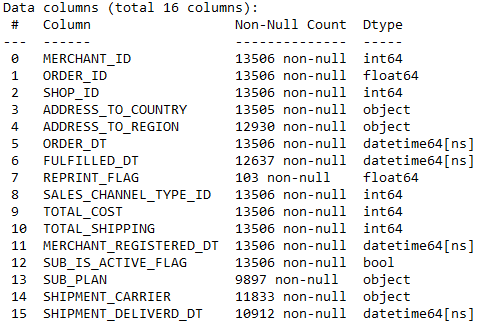 Data columns (total 16 columns):
 #   Column                  Non-Null Count  Dtype
---  ------                  --------------  -----
 0   MERCHANT_ID             13506 non-null  int64
 1   ORDER_ID                13506 non-null  float64
 2   SHOP_ID                 13506 non-null  int64
 3   ADDRESS_TO_COUNTRY      13505 non-null  object
 4   ADDRESS_TO_REGION       12930 non-null  object
 5   ORDER_DT                13506 non-null  datetime64[ns]
 6   FULFILLED_DT            12637 non-null  datetime64[ns]
 7   REPRINT_FLAG            103 non-null    float64
 8   SALES_CHANNEL_TYPE_ID   13506 non-null  int64
 9   TOTAL_COST              13506 non-null  int64
 10  TOTAL_SHIPPING          13506 non-null  int64
 11  MERCHANT_REGISTERED_DT  13506 non-null  datetime64[ns]
 12  SUB_IS_ACTIVE_FLAG      13506 non-null  bool
 13  SUB_PLAN                9897 non-null   object
 14  SHIPMENT_CARRIER        11833 non-null  object
 15  SHIPMENT_DELIVERD_DT    10912 non-null  datetime64[ns]